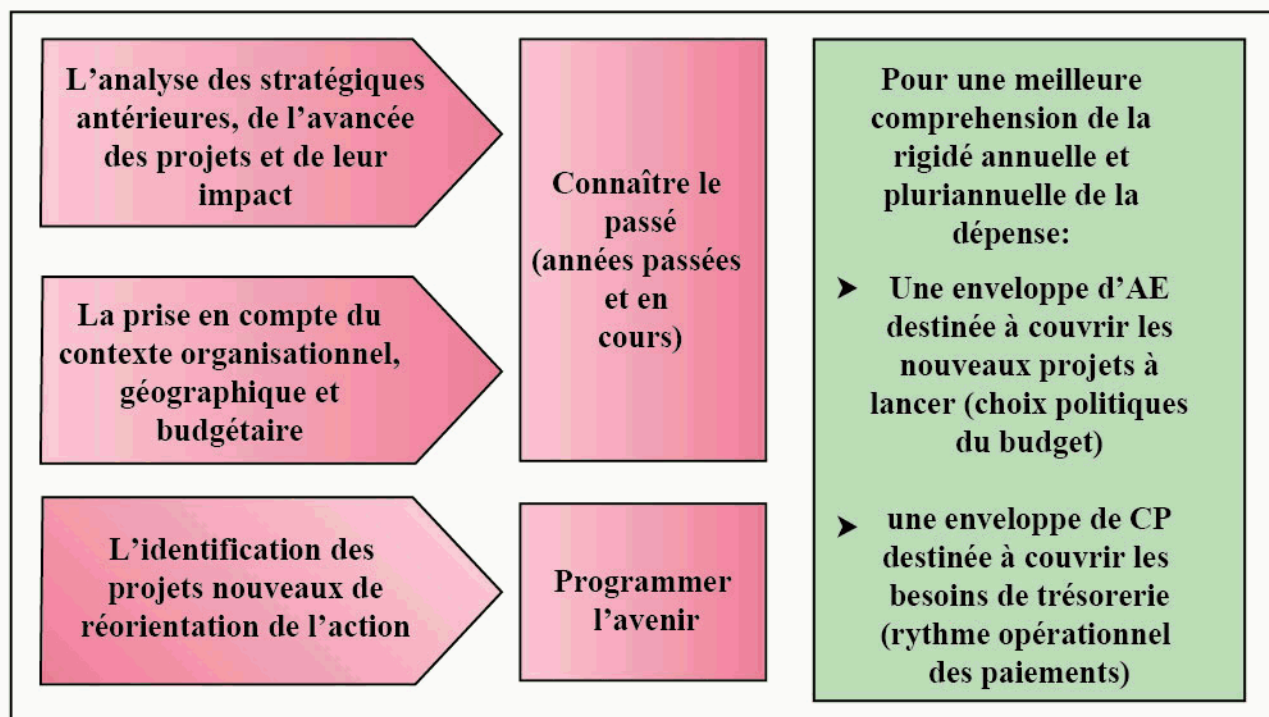 L’analyse des stratégiques
antérieures, de l’avancée
des projets et de leur
impact
La prise en compte du
contexte organisationnel,
géographique et
budgétaire
L’identification des
projets nouveaux de
réorientation de l’action
Connaître le
passé
(années passées
et en
cours)
Programmer
l’avenir
Pour une meilleure
comprehension de la
rigidé annuelle et
pluriannuelle de la
dépense:
➤ Une enveloppe d’AE
destinée à couvrir les
nouveaux projets à
lancer (choix politiques
du budget)
➤ une enveloppe de CP
destinée à couvrir les
besoins de trésorerie
(rythme opérationnel
des paiements)